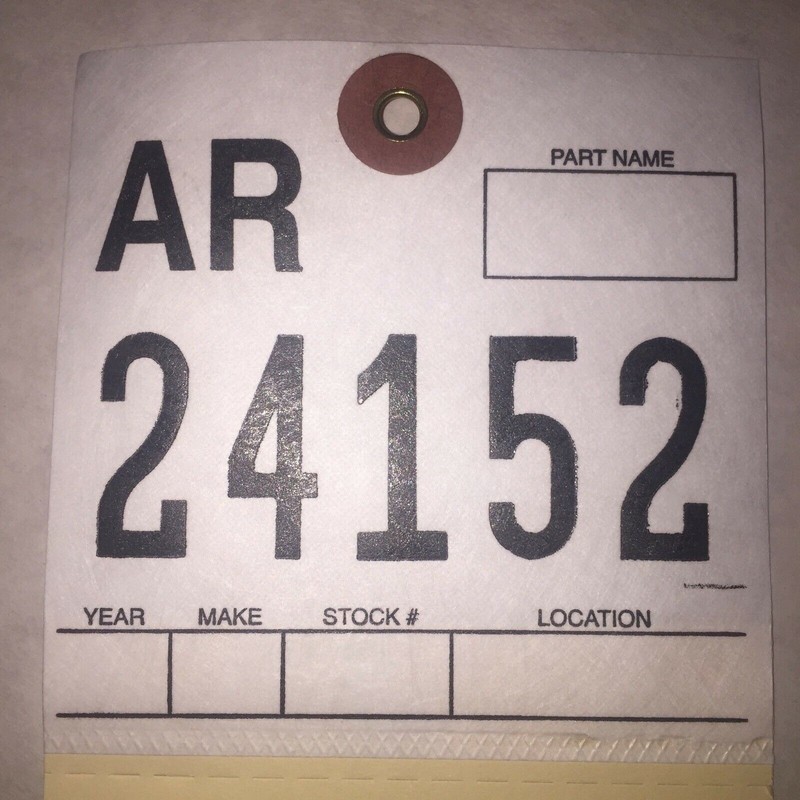 AR
PART NAME
24152
YEAR MAKE STOCK # LOCATION